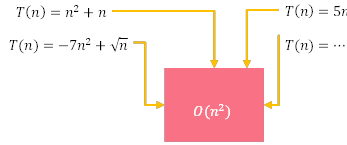 T(n) = n² + n
T(n) = 5n
T(n) = −7n² + √n
T(n) = ⋯
O(n²)